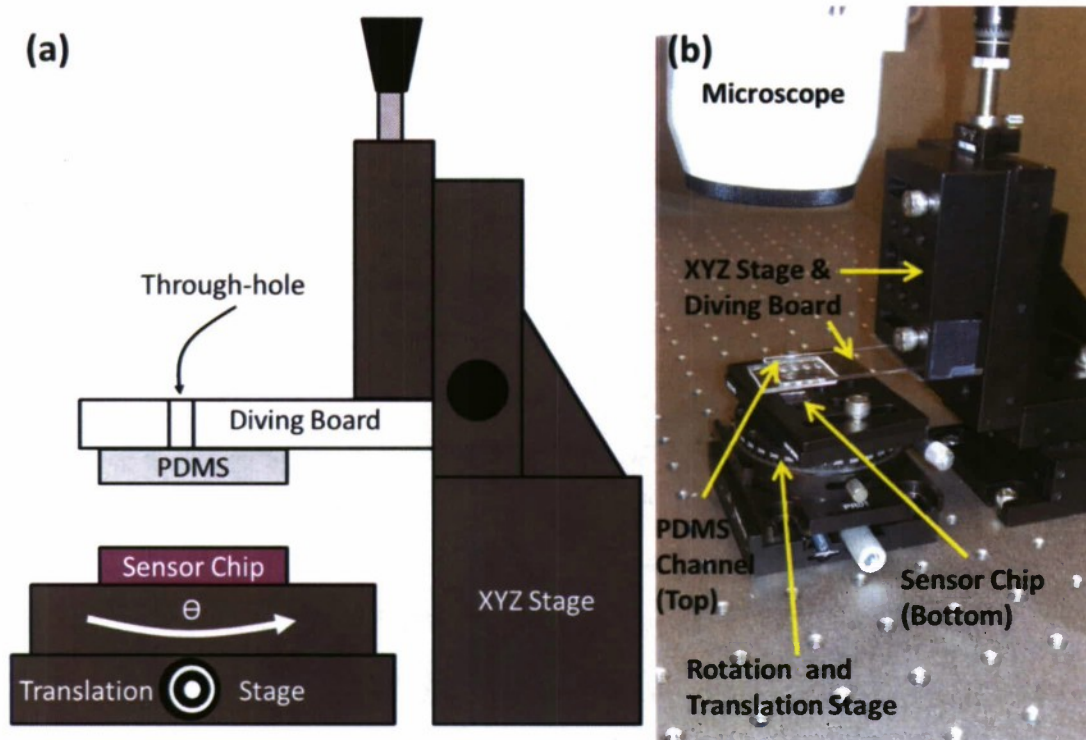 (a)
Through-hole
Diving Board
PDMS
Sensor Chip
Θ
Translation Stage
XYZ Stage
(b)
Microscope
XYZ Stage &
Diving Board
PDMS
Channel
(Top)
Sensor Chip
(Bottom)
Rotation and
Translation Stage